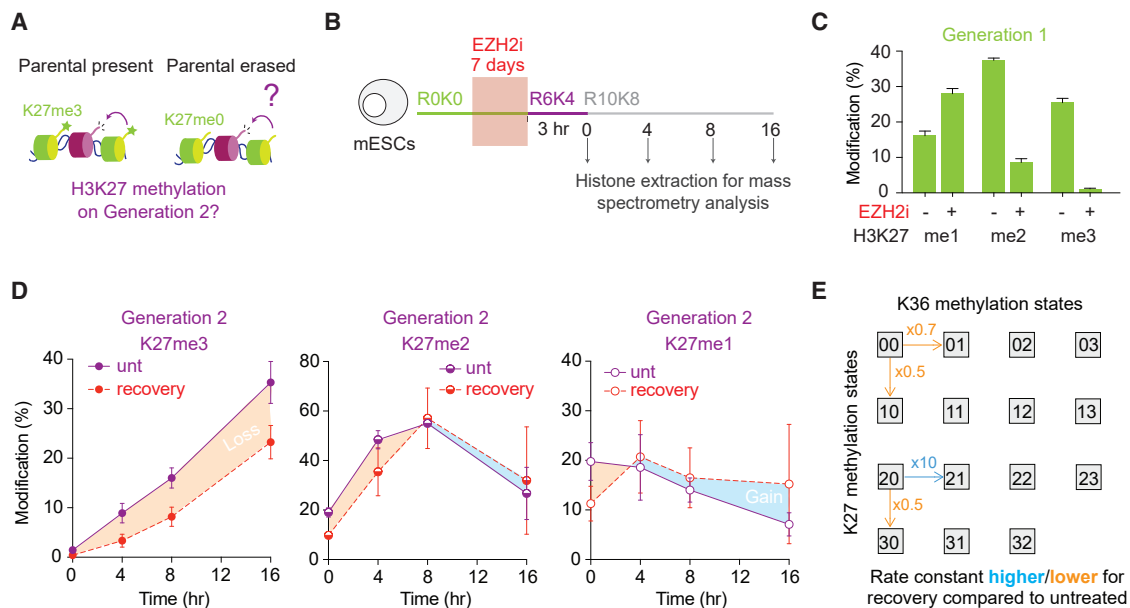 A
Parental present
Parental erased
K27me3
K27me0
?
H3K27 methylation
on Generation 2?
B
EZH2i
7 days
R0K0
R6K4
R10K8
mESCs
3 hr
0
4
8
16
Histone extraction for mass
spectrometry analysis
C
Generation 1
Modification (%)
40
30
20
10
0
EZH2i
- + - + - +
H3K27
me1
me2
me3
D
Generation 2
K27me3
unt
recovery
Modification (%)
40
30
20
10
0
Loss
0 4 8 12 16
Time (hr)
Generation 2
K27me2
unt
recovery
80
60
40
20
0
0 4 8 12 16
Time (hr)
Generation 2
K27me1
unt
recovery
40
30
20
10
0
Gain
0 4 8 12 16
Time (hr)
E
K36 methylation states
K27 methylation states
00
x0.7
01
02
03
x0.5
10
11
12
13
20
x10
21
22
23
x0.5
30
31
32
Rate constant higher/lower for
recovery compared to untreated